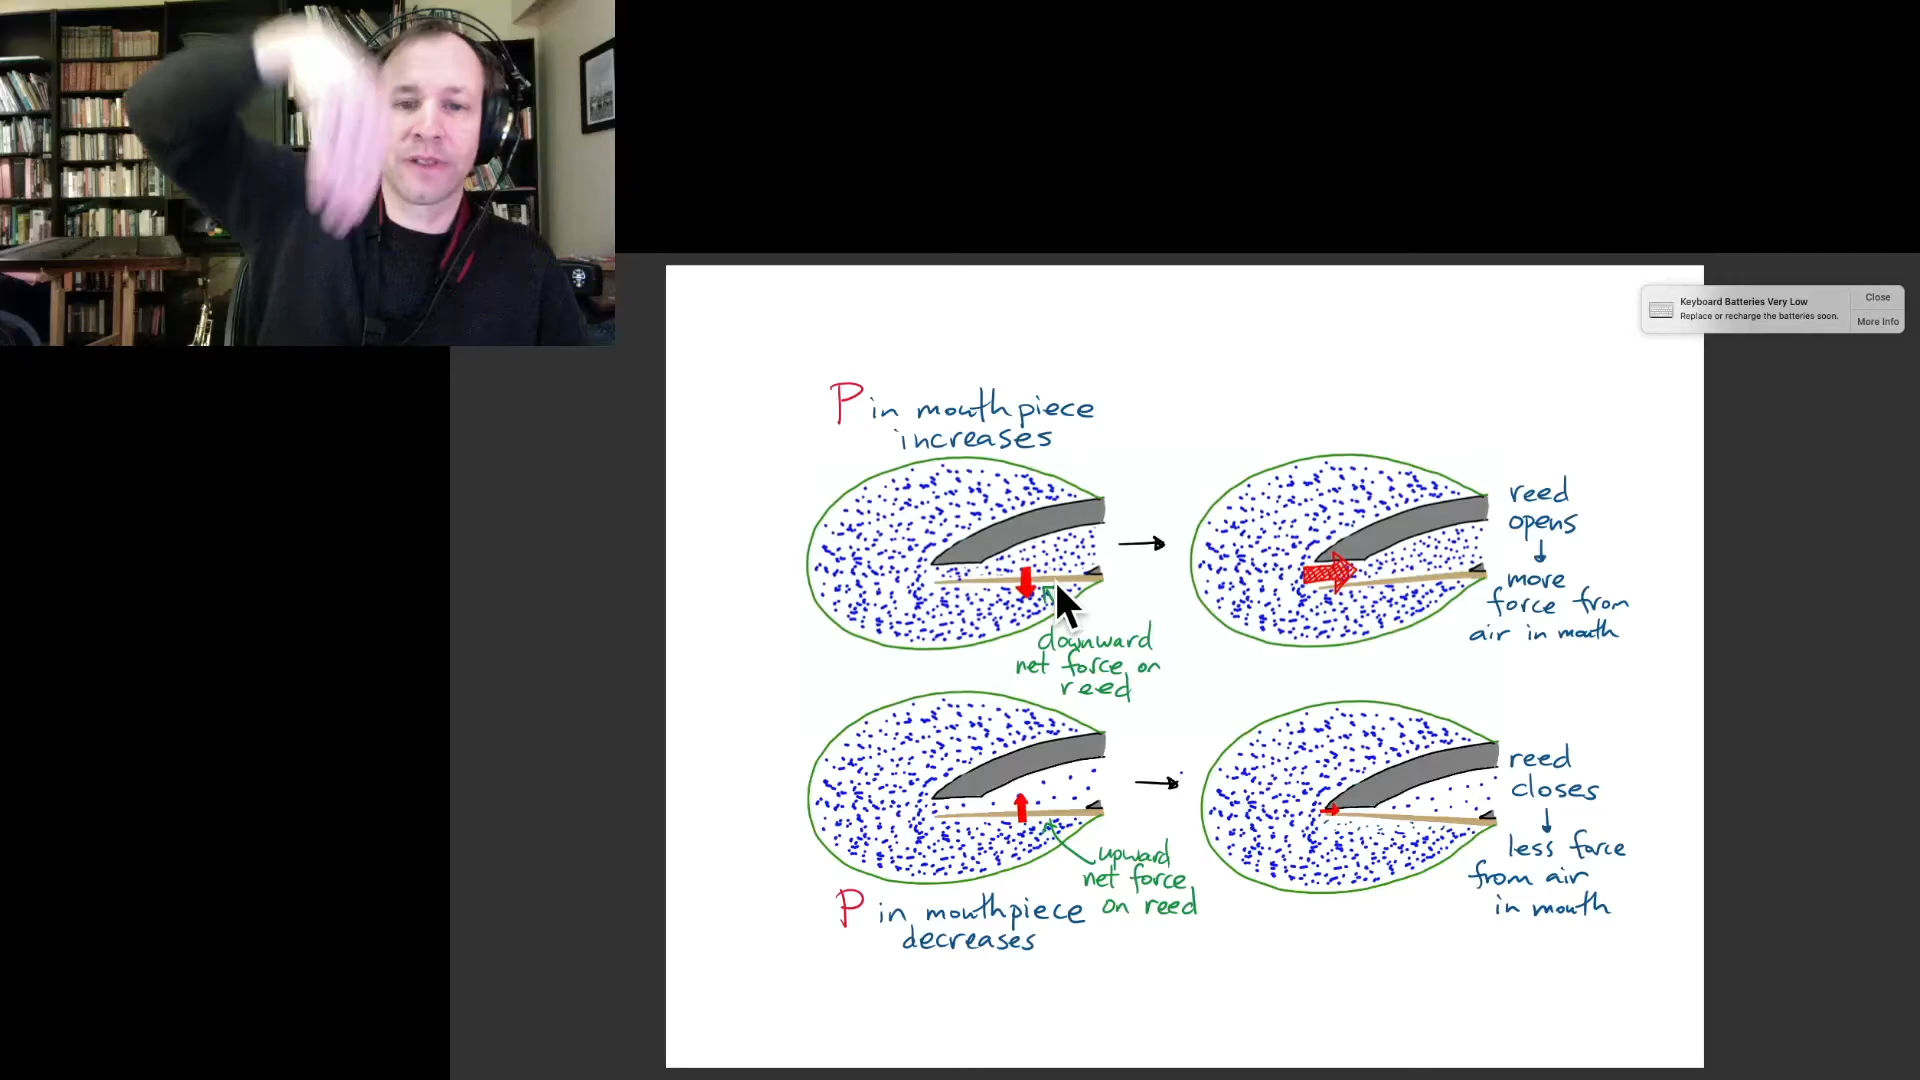 Keyboard Batteries Very Low
Replace or recharge the batteries soon.
Close
More Info
P in mouthpiece
increases
reed
opens
more
force from
air in mouth
downward
net force on
reed
reed
closes
less force
from air
in mouth
upward
net force
on reed
P in mouthpiece
decreases